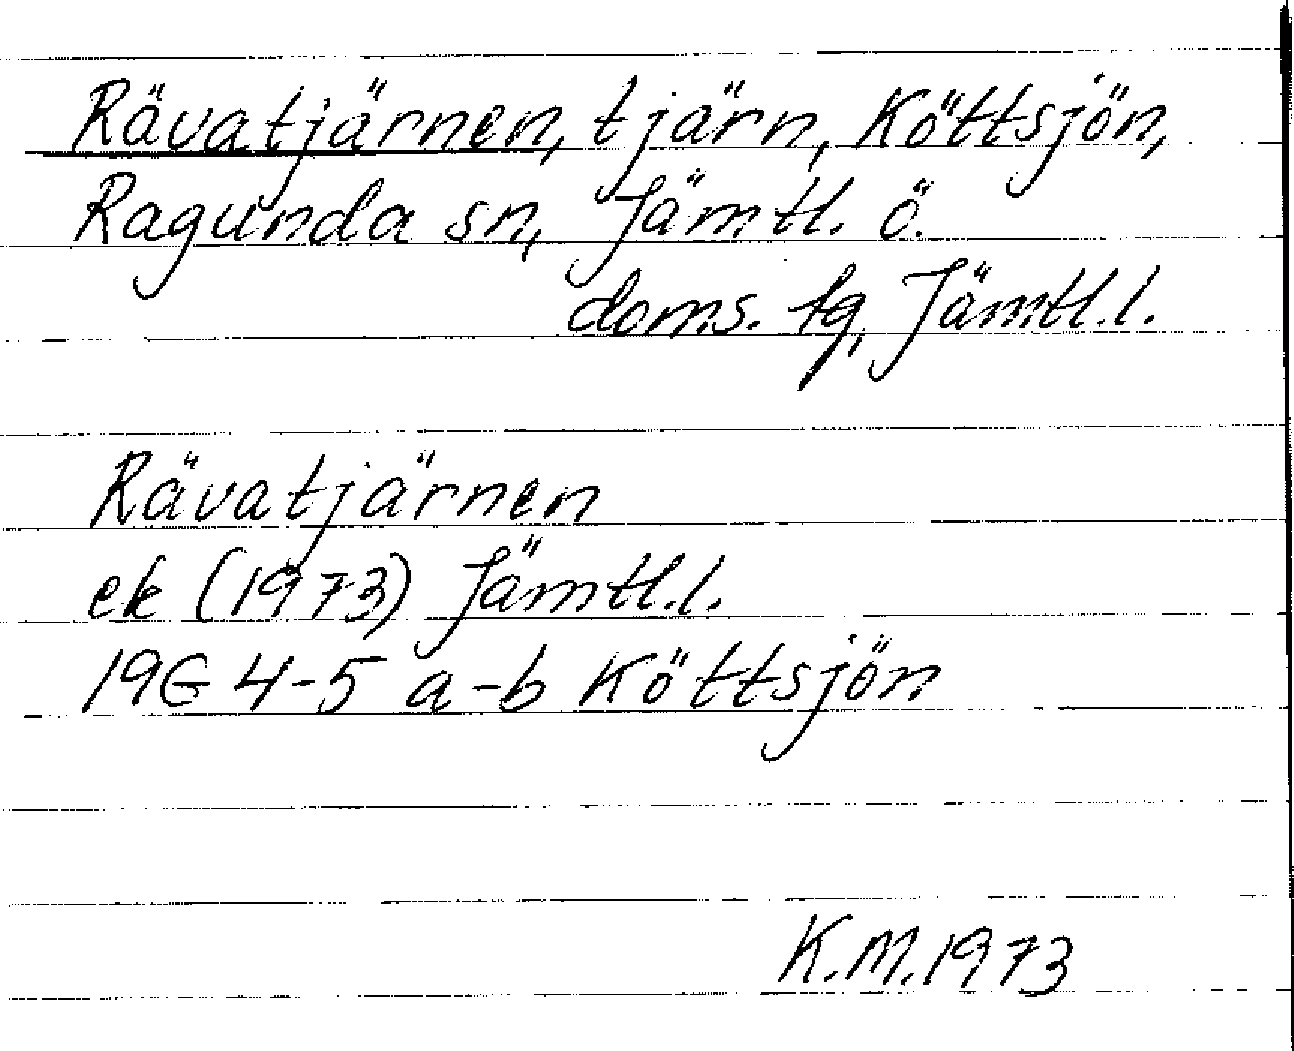 Rävatjärnen, tjärn, Köttsjön,
Ragunda sn, Jämtl. ö.
doms. tg, Jämtl.l.
Rävatjärnen
ek (1973) Jämtl.l.
19G 4-5 a-b Köttsjön
K.M.1973